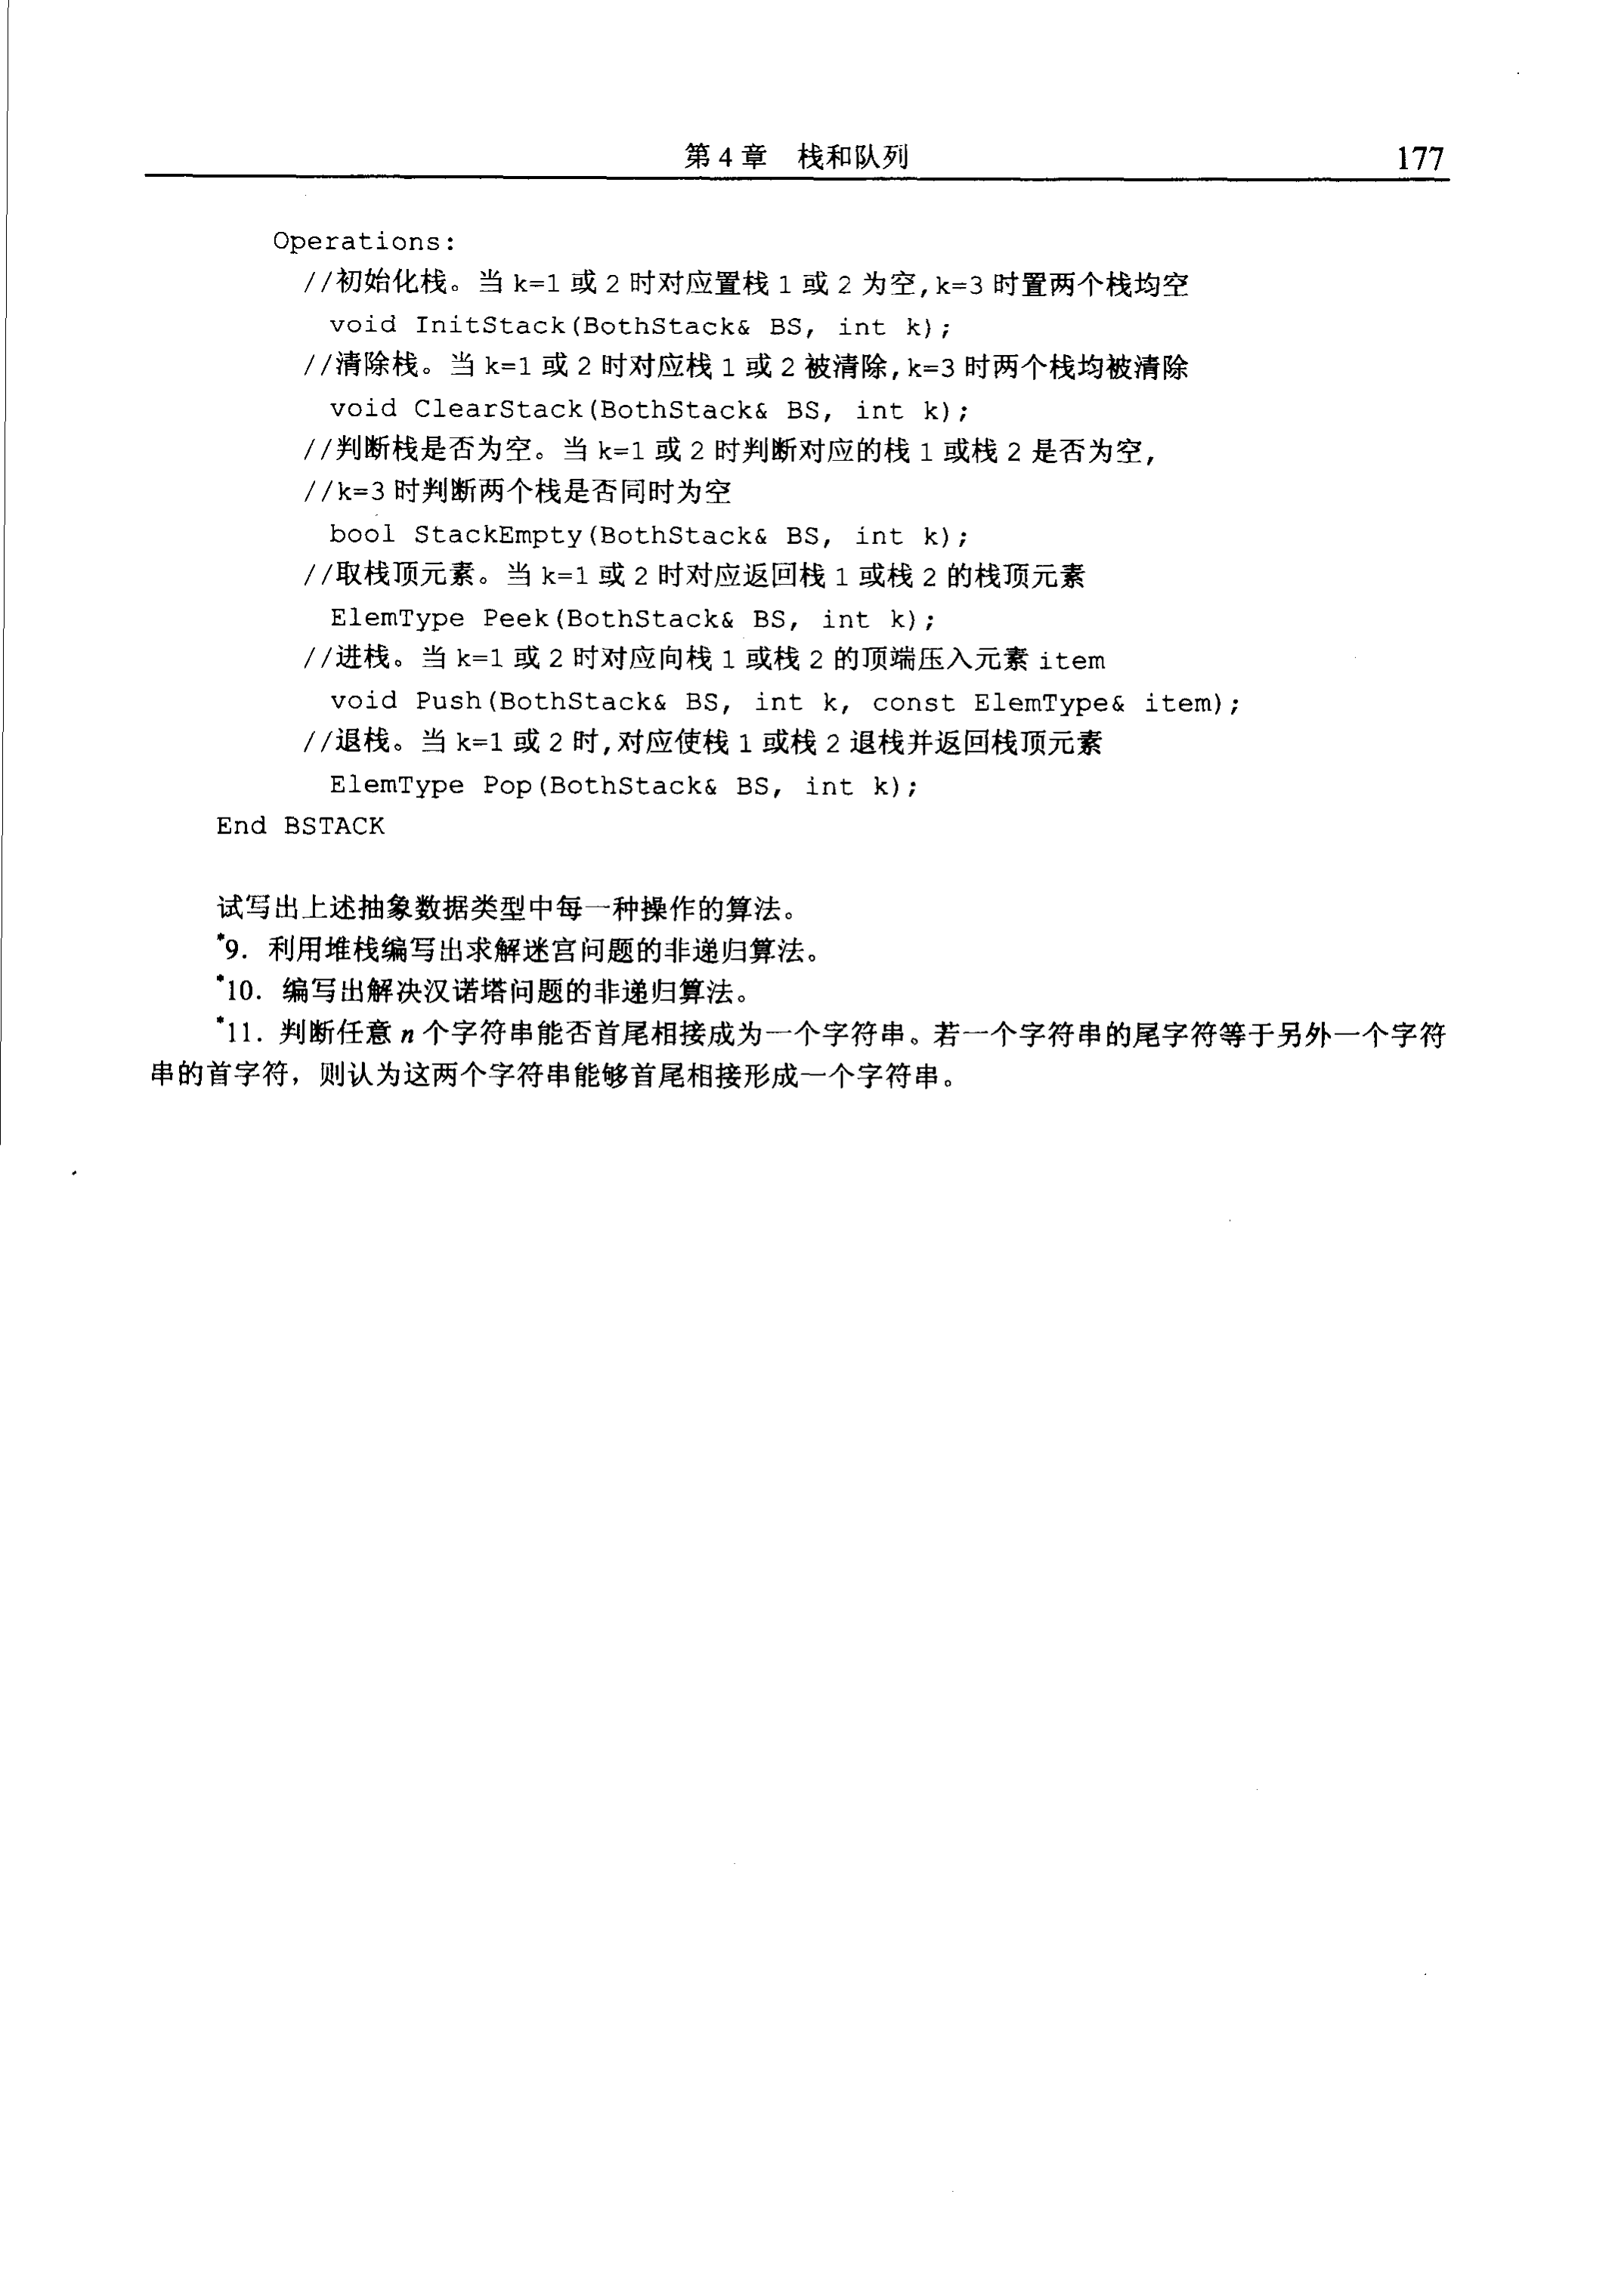 第 4 章　栈和队列　177
Operations:
//初始化栈。当 k=1 或 2 时对应置栈 1 或 2 为空,k=3 时置两个栈均空
void InitStack(BothStack& BS, int k);
//清除栈。当 k=1 或 2 时对应栈 1 或 2 被清除,k=3 时两个栈均被清除
void ClearStack(BothStack& BS, int k);
//判断栈是否为空。当 k=1 或 2 时判断对应的栈 1 或栈 2 是否为空,
//k=3 时判断两个栈是否同时为空
bool StackEmpty(BothStack& BS, int k);
//取栈顶元素。当 k=1 或 2 时对应返回栈 1 或栈 2 的栈顶元素
ElemType Peek(BothStack& BS, int k);
//进栈。当 k=1 或 2 时对应向栈 1 或栈 2 的顶端压入元素 item
void Push(BothStack& BS, int k, const ElemType& item);
//退栈。当 k=1 或 2 时,对应使栈 1 或栈 2 退栈并返回栈顶元素
ElemType Pop(BothStack& BS, int k);
End BSTACK
试写出上述抽象数据类型中每一种操作的算法。
*9. 利用堆栈编写出求解迷宫问题的非递归算法。
*10. 编写出解决汉诺塔问题的非递归算法。
*11. 判断任意 n 个字符串能否首尾相接成为一个字符串。若一个字符串的尾字符等于另外一个字符
串的首字符，则认为这两个字符串能够首尾相接形成一个字符串。